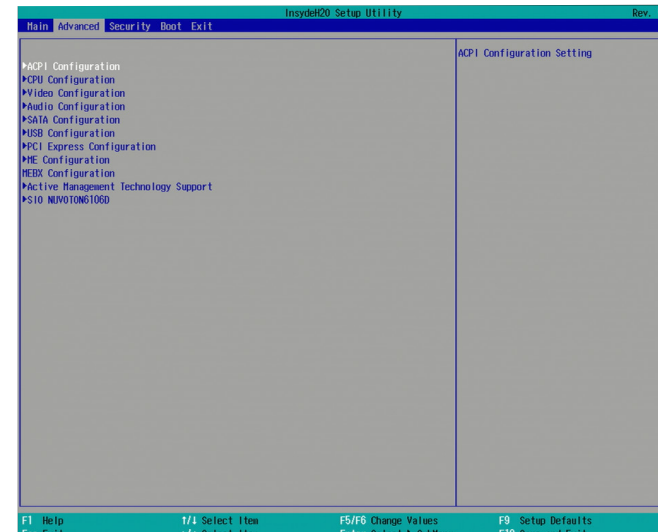 InsydeH20 Setup Utility Rev.
Main Advanced Security Boot Exit
ACPI Configuration Setting
▶ACPI Configuration
▶CPU Configuration
▶Video Configuration
▶Audio Configuration
▶SATA Configuration
▶USB Configuration
▶PCI Express Configuration
▶ME Configuration
MEBX Configuration
▶Active Management Technology Support
▶SIO NUVOTON6106D
F1 Help ↑/↓ Select Item F5/F6 Change Values F9 Setup Defaults